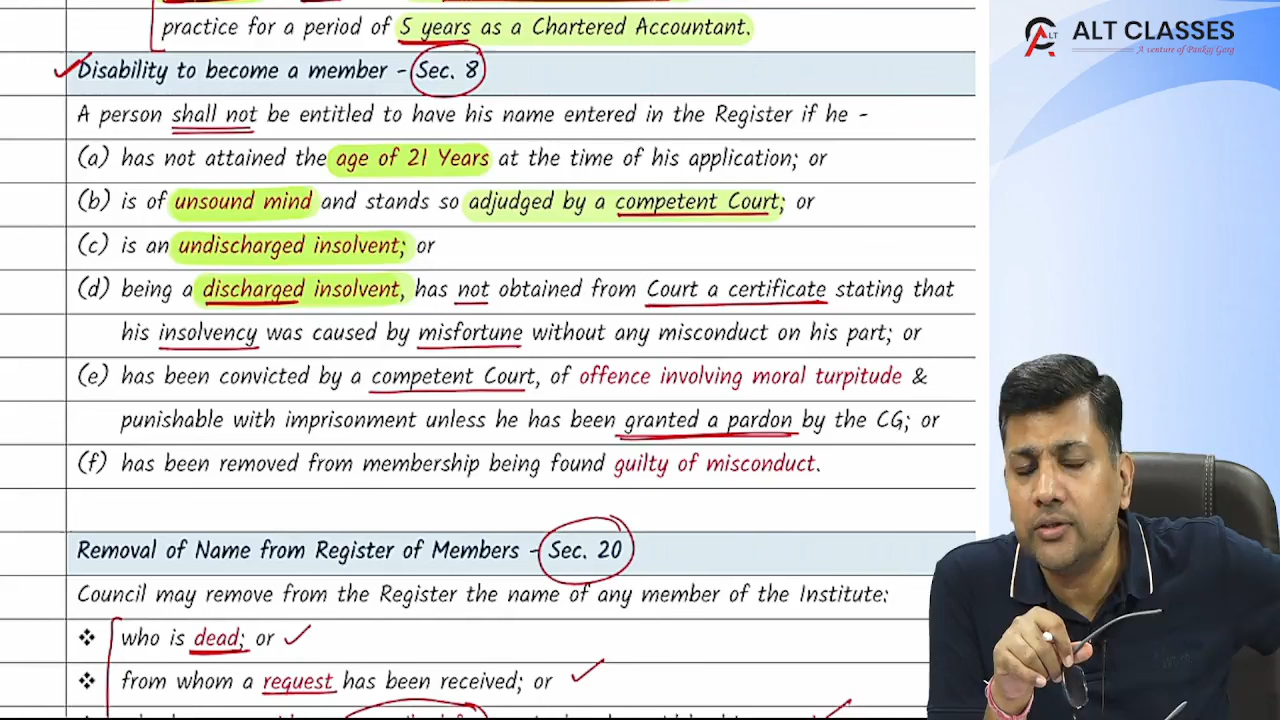 practice for a period of 5 years as a Chartered Accountant.
Disability to become a member - Sec. 8
A person shall not be entitled to have his name entered in the Register if he -
(a) has not attained the age of 21 Years at the time of his application; or
(b) is of unsound mind and stands so adjudged by a competent Court; or
(c) is an undischarged insolvent; or
(d) being a discharged insolvent, has not obtained from Court a certificate stating that
his insolvency was caused by misfortune without any misconduct on his part; or
(e) has been convicted by a competent Court, of offence involving moral turpitude &
punishable with imprisonment unless he has been granted a pardon by the CG; or
(f) has been removed from membership being found guilty of misconduct.
Removal of Name from Register of Members - Sec. 20
Council may remove from the Register the name of any member of the Institute:
❖ who is dead; or
❖ from whom a request has been received; or
ALT
ALT CLASSES
A venture of Pankaj Garg